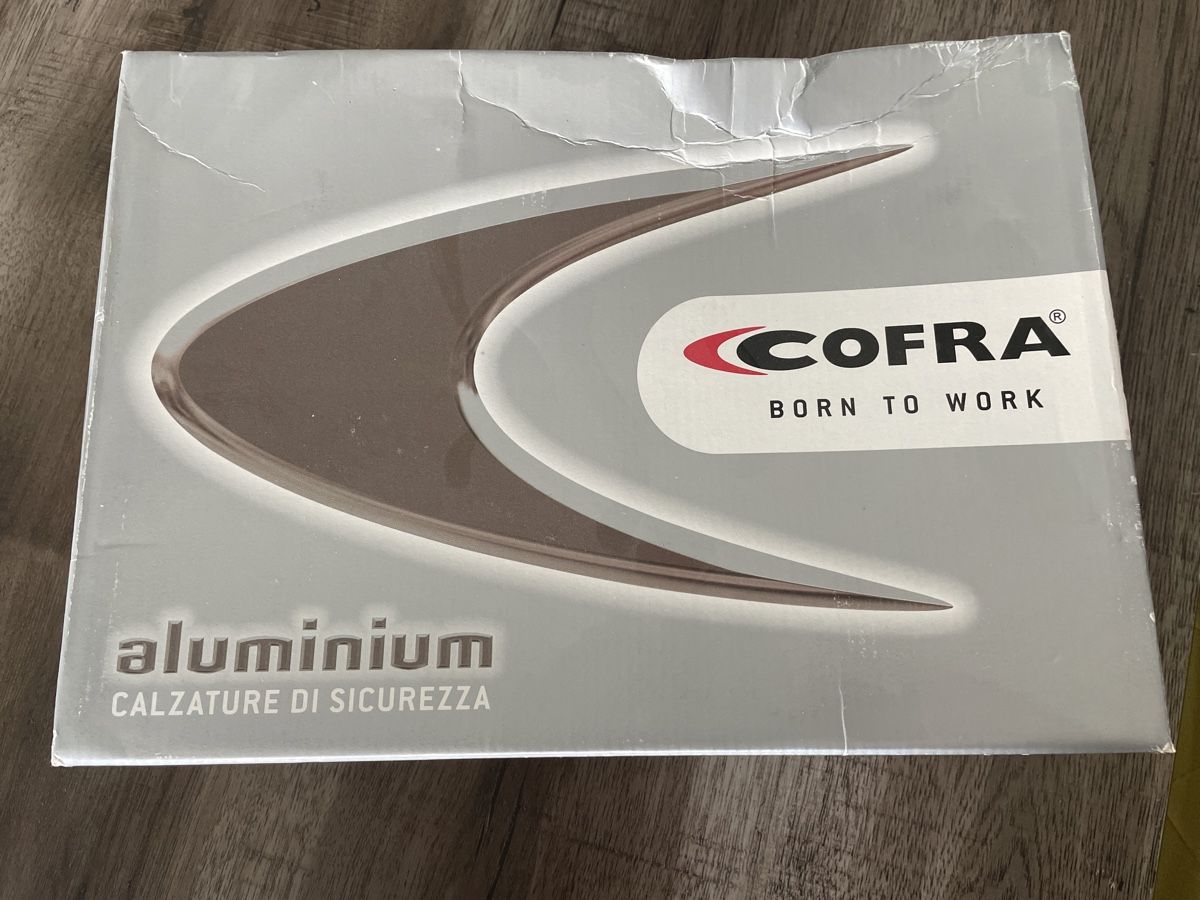 COFRA®
BORN TO WORK
aluminium
CALZATURE DI SICUREZZA